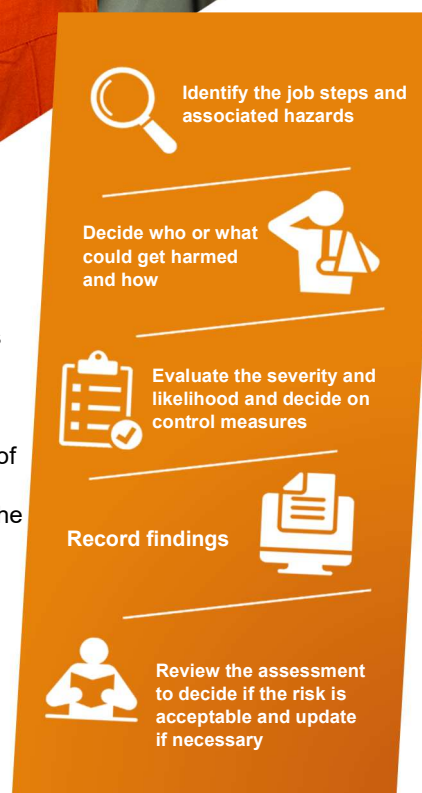 Identify the job steps and
associated hazards
Decide who or what
could get harmed
and how
Evaluate the severity and
likelihood and decide on
control measures
of
Record findings
Review the assessment
to decide if the risk is
acceptable and update
if necessary